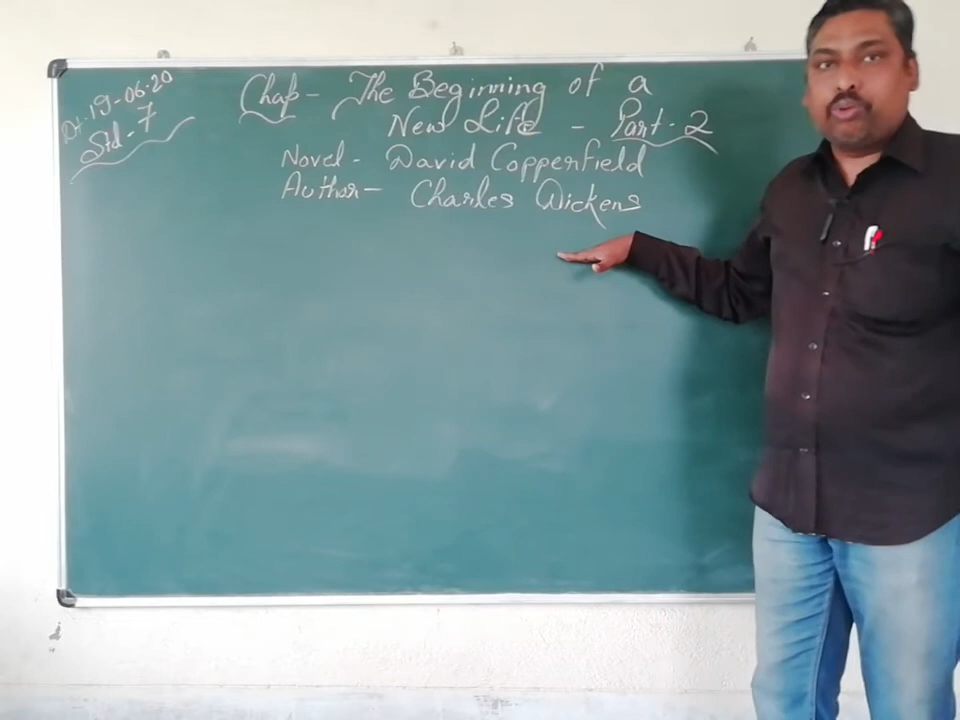 Dt. 19-06-20
Std - 7
Chap - The Beginning of a
New Life - Part - 2
Novel - David Copperfield
Author - Charles Dickens